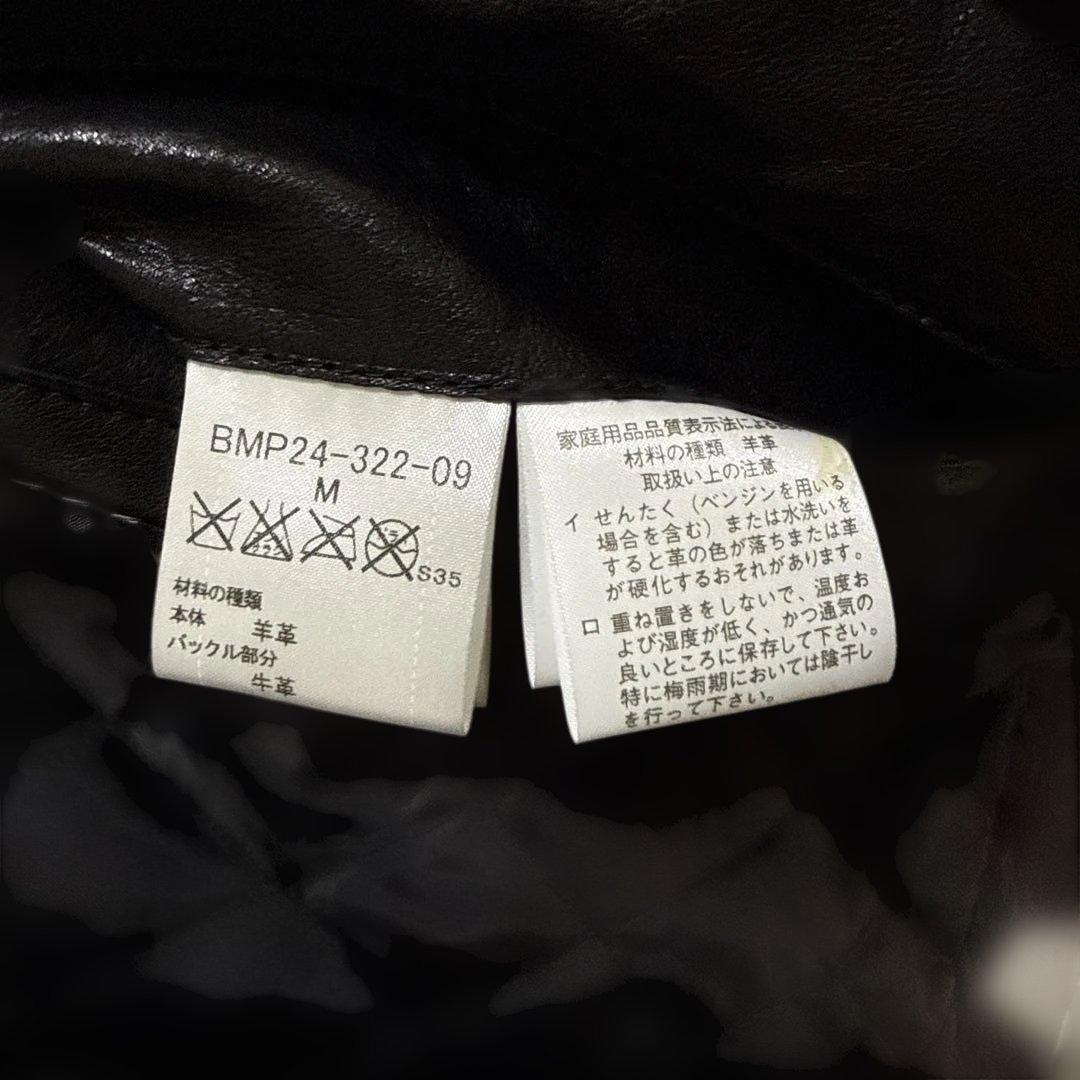 BMP24-322-09
M
S35
材料の種類
本体 羊革
バックル部分
牛革
家庭用品品質表示法による
材料の種類 羊革
取扱い上の注意
イ せんたく（ベンジンを用いる
場合を含む）または水洗いを
すると革の色が落ちまたは革
が硬化するおそれがあります。
ロ 重ね置きをしないで、温度お
よび湿度が低く、かつ通気の
良いところに保存して下さい。
特に梅雨期においては陰干し
を行って下さい。